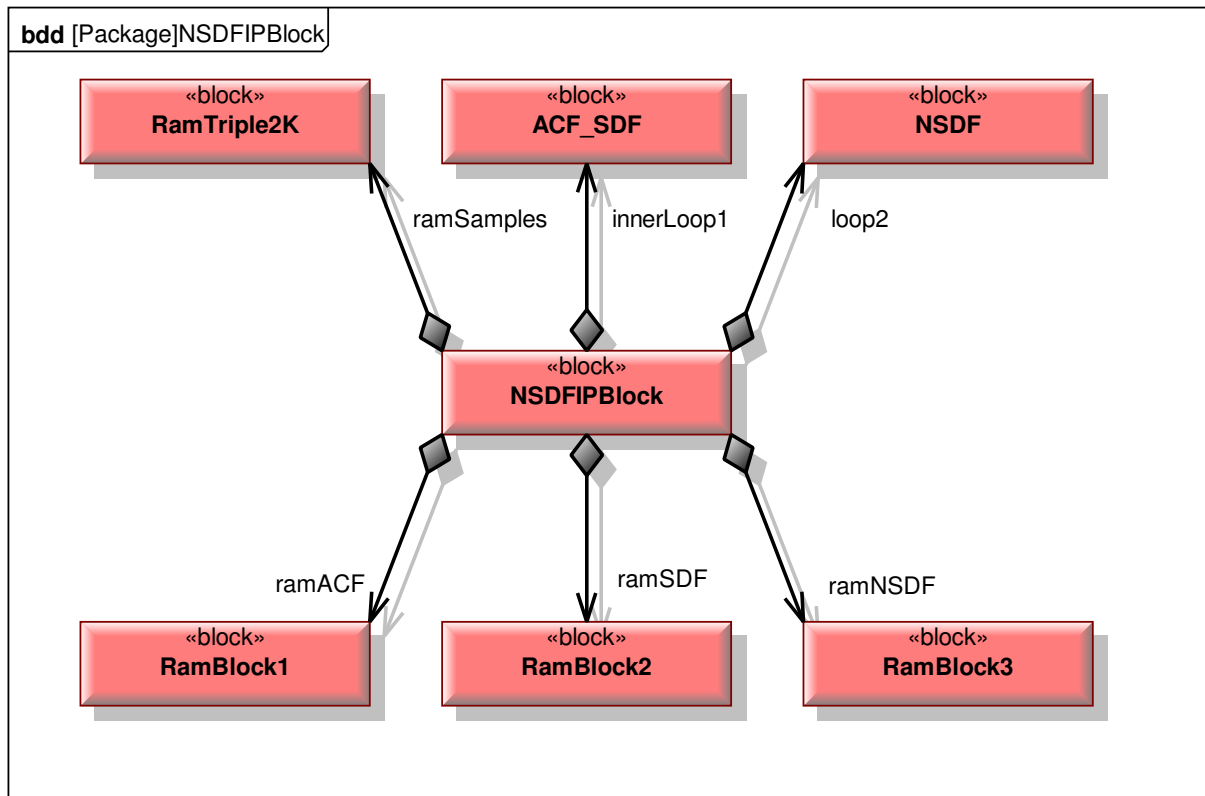 bdd [Package]NSDFIPBlock
«block» «block» «block»
RamTriple2K ACF_SDF NSDF
ramSamples innerLoop1 loop2
«block»
NSDFIPBlock
ramACF ramSDF ramNSDF
«block» «block» «block»
RamBlock1 RamBlock2 RamBlock3